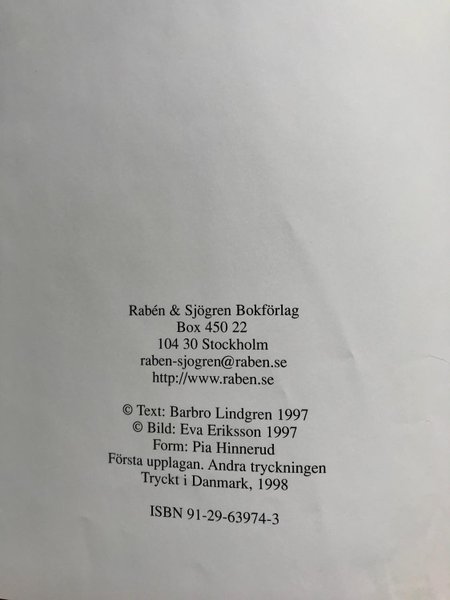 Rabén & Sjögren Bokförlag
Box 450 22
104 30 Stockholm
raben-sjogren@raben.se
http://www.raben.se
© Text: Barbro Lindgren 1997
© Bild: Eva Eriksson 1997
Form: Pia Hinnerud
Första upplagan. Andra tryckningen
Tryckt i Danmark, 1998
ISBN 91-29-63974-3